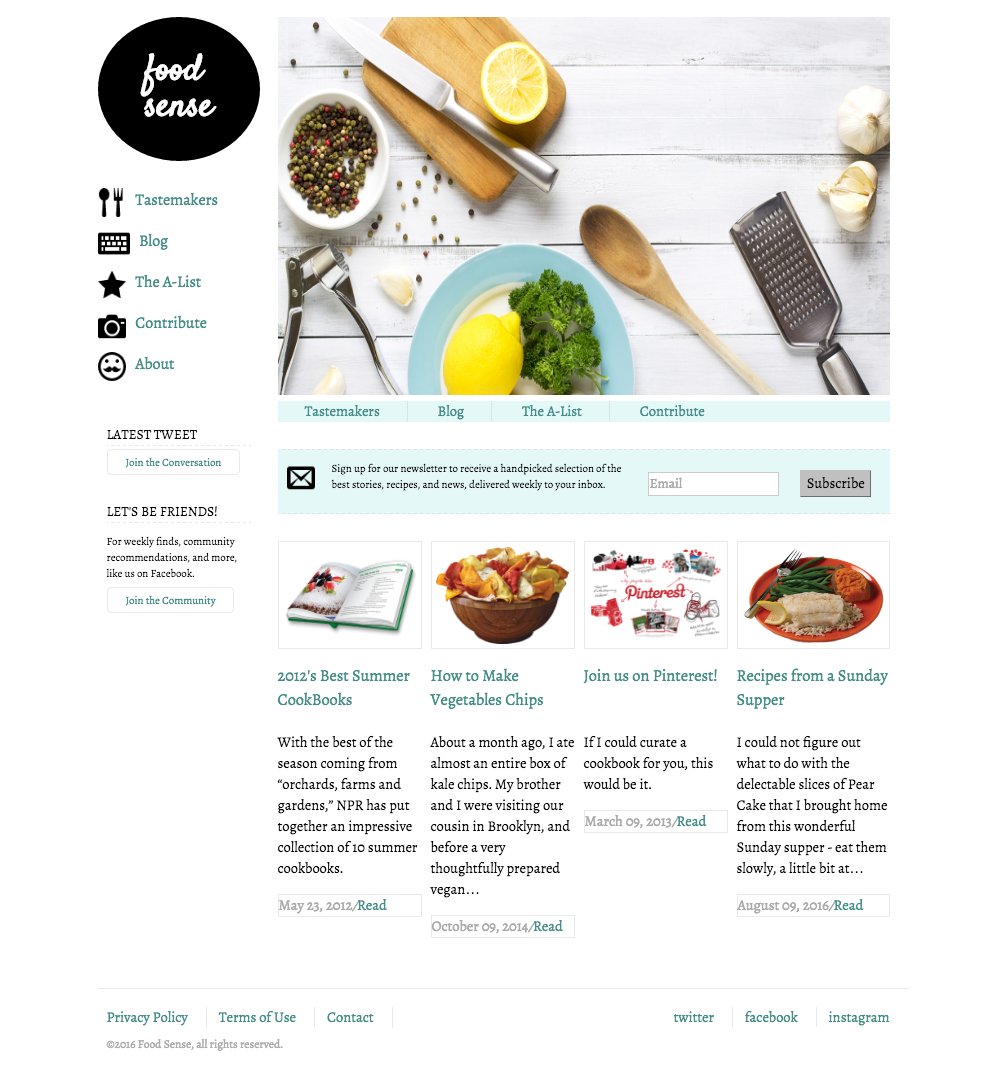 food
sense
Tastemakers
Blog
The A-List
Contribute
About
LATEST TWEET
Join the Conversation
LET'S BE FRIENDS!
For weekly finds, community
recommendations, and more,
like us on Facebook.
Join the Community
Tastemakers
Blog
The A-List
Contribute
Sign up for our newsletter to receive a handpicked selection of the
best stories, recipes, and news, delivered weekly to your inbox.
Email
Subscribe
2012's Best Summer
CookBooks
With the best of the
season coming from
“orchards, farms and
gardens,” NPR has put
together an impressive
collection of 10 summer
cookbooks.
May 23, 2012/Read
How to Make
Vegetables Chips
About a month ago, I ate
almost an entire box of
kale chips. My brother
and I were visiting our
cousin in Brooklyn, and
before a very
thoughtfully prepared
vegan…
October 09, 2014/Read
Pinterest
Join us on Pinterest!
If I could curate a
cookbook for you, this
would be it.
March 09, 2013/Read
Recipes from a Sunday
Supper
I could not figure out
what to do with the
delectable slices of Pear
Cake that I brought home
from this wonderful
Sunday supper - eat them
slowly, a little bit at…
August 09, 2016/Read
Privacy Policy
Terms of Use
Contact
twitter
facebook
instagram
©2016 Food Sense, all rights reserved.